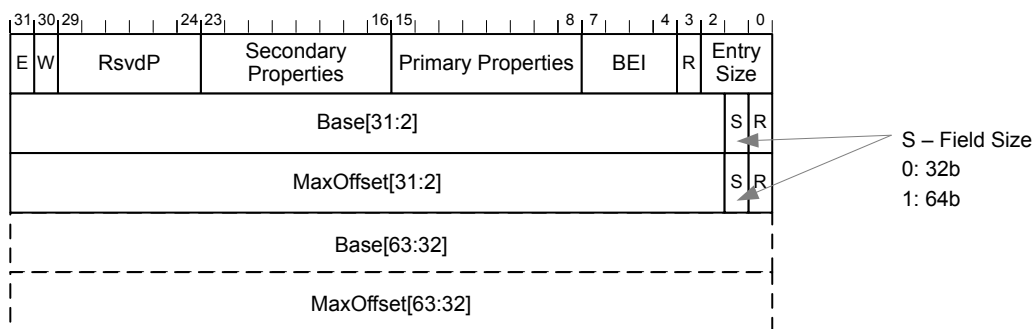 31 30 29 24 23 16 15 8 7 4 3 2 0
E W RsvdP Secondary Properties Primary Properties BEI R Entry Size
Base[31:2] S R
MaxOffset[31:2] S R
Base[63:32]
MaxOffset[63:32]
S – Field Size
0: 32b
1: 64b